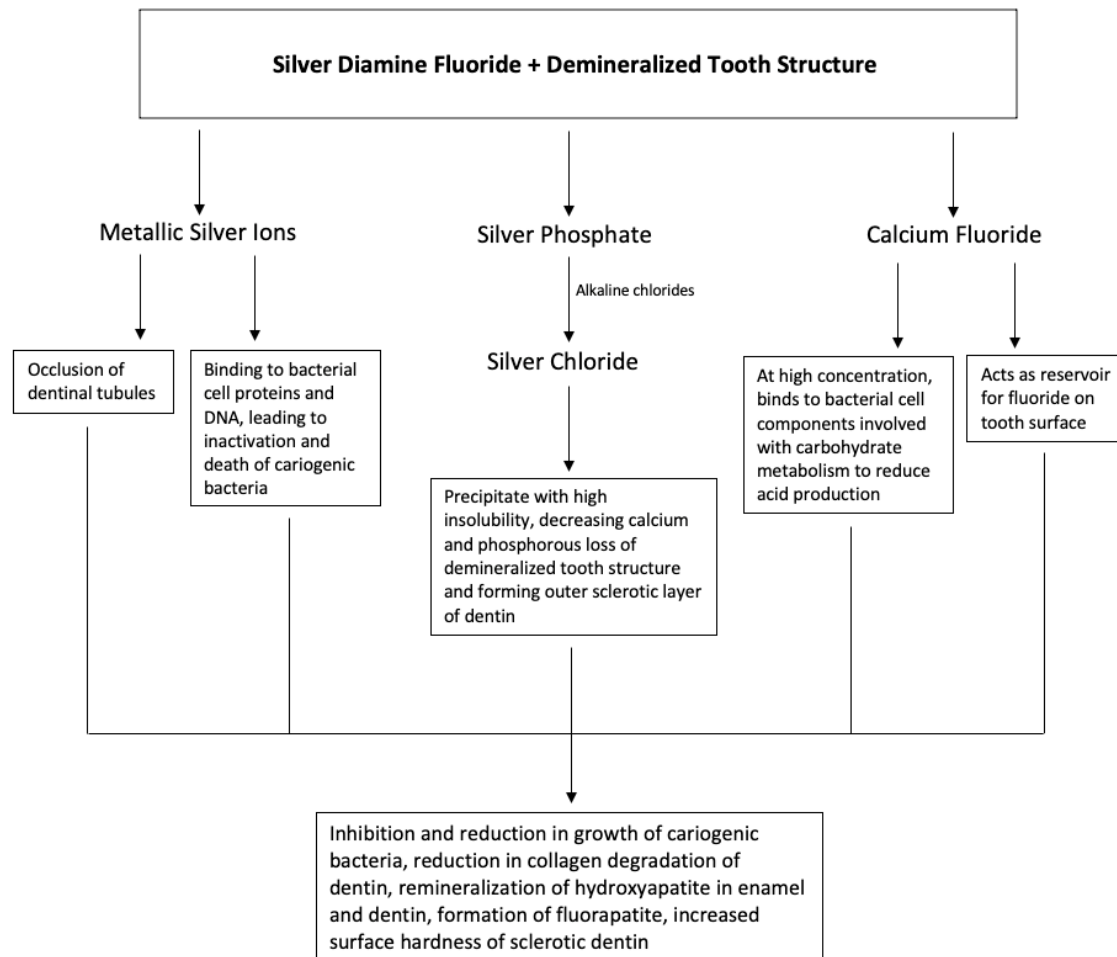 Silver Diamine Fluoride + Demineralized Tooth Structure
Metallic Silver Ions
Silver Phosphate
Calcium Fluoride
Alkaline chlorides
Silver Chloride
Occlusion of
dentinal tubules
Binding to bacterial
cell proteins and
DNA, leading to
inactivation and
death of cariogenic
bacteria
Precipitate with high
insolubility, decreasing calcium
and phosphorous loss of
demineralized tooth structure
and forming outer sclerotic layer
of dentin
At high concentration,
binds to bacterial cell
components involved
with carbohydrate
metabolism to reduce
acid production
Acts as reservoir
for fluoride on
tooth surface
Inhibition and reduction in growth of cariogenic
bacteria, reduction in collagen degradation of
dentin, remineralization of hydroxyapatite in enamel
and dentin, formation of fluorapatite, increased
surface hardness of sclerotic dentin